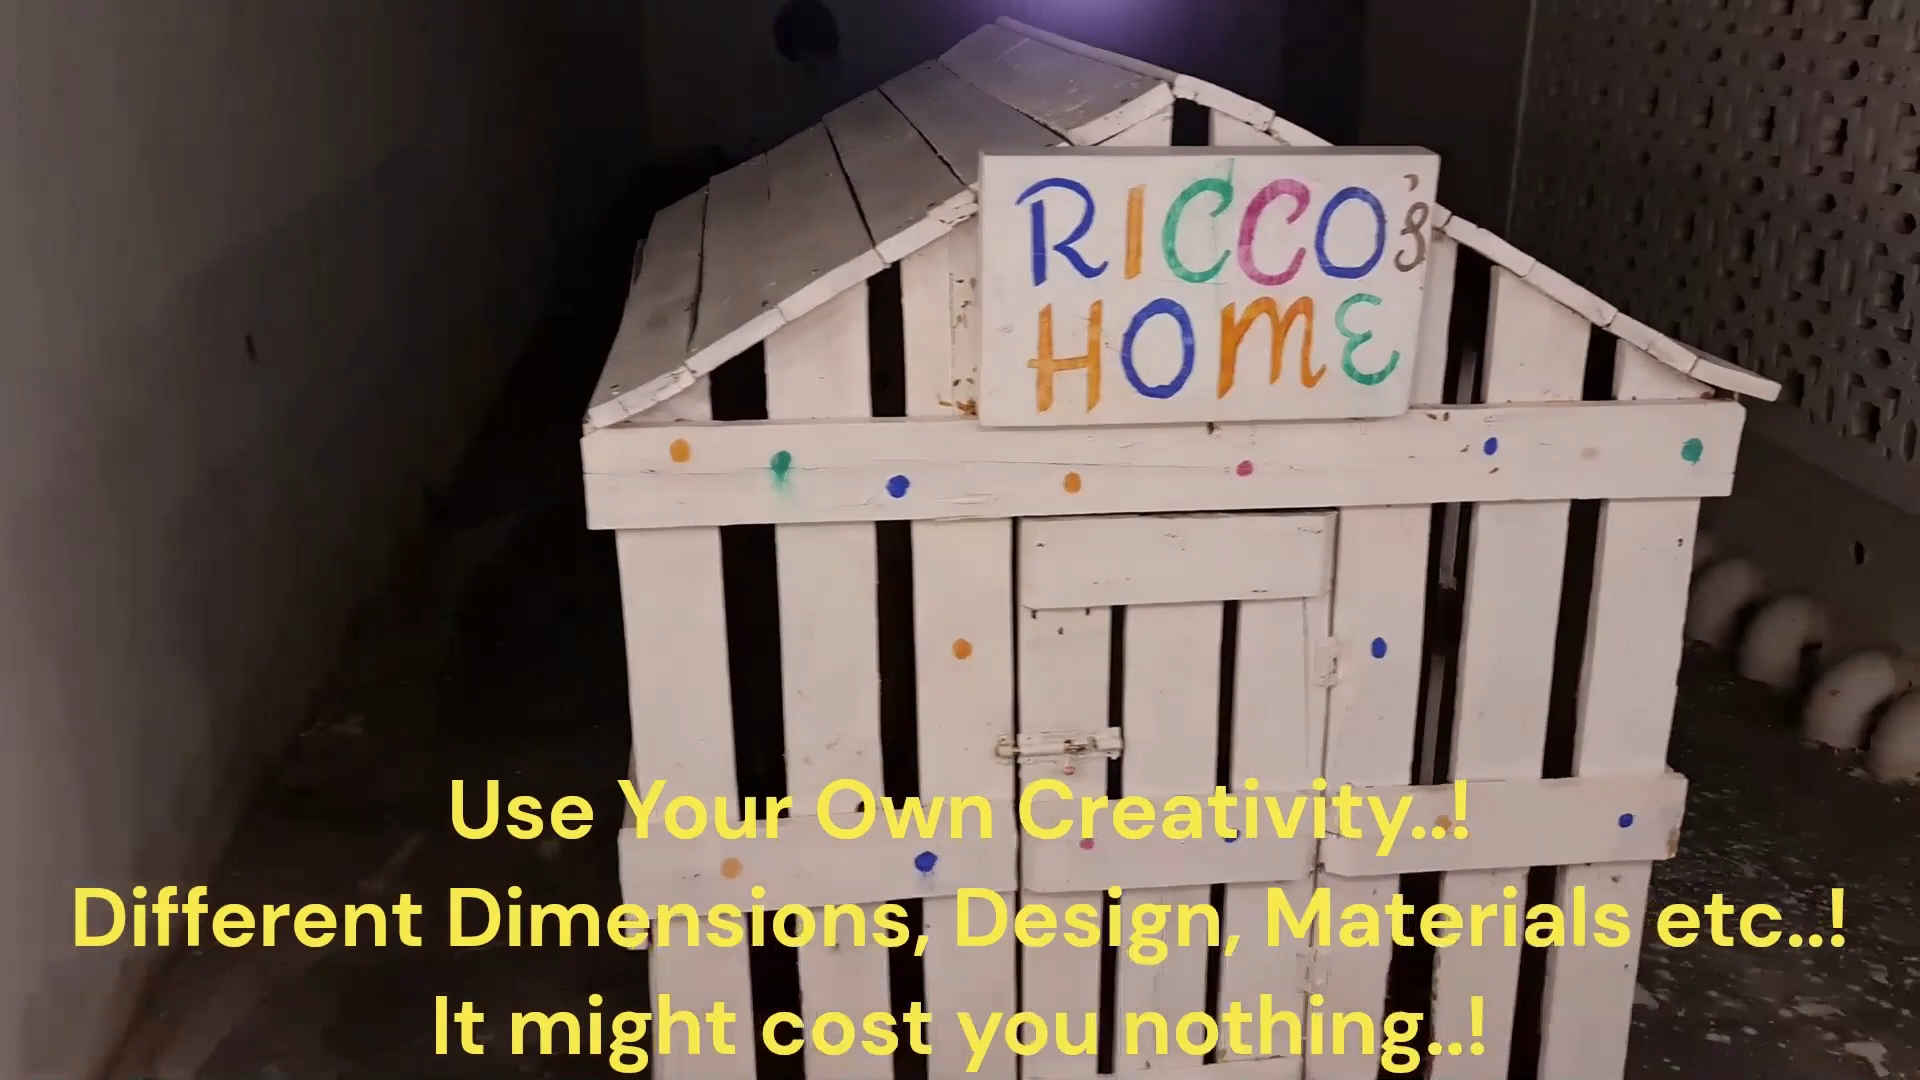 RICCO's
HOME
Use Your Own Creativity..!
Different Dimensions, Design, Materials etc..!
It might cost you nothing..!